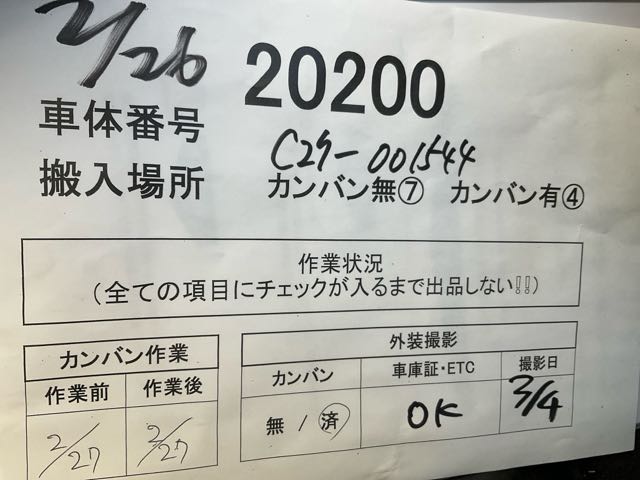 2/26 20200
車体番号 C27-001544
搬入場所 カンバン無⑦ カンバン有④
作業状況
(全ての項目にチェックが入るまで出品しない!!)
カンバン作業
作業前 作業後
2/27 2/27
外装撮影
カンバン 車庫証・ETC 撮影日
無 / 済 OK 3/4